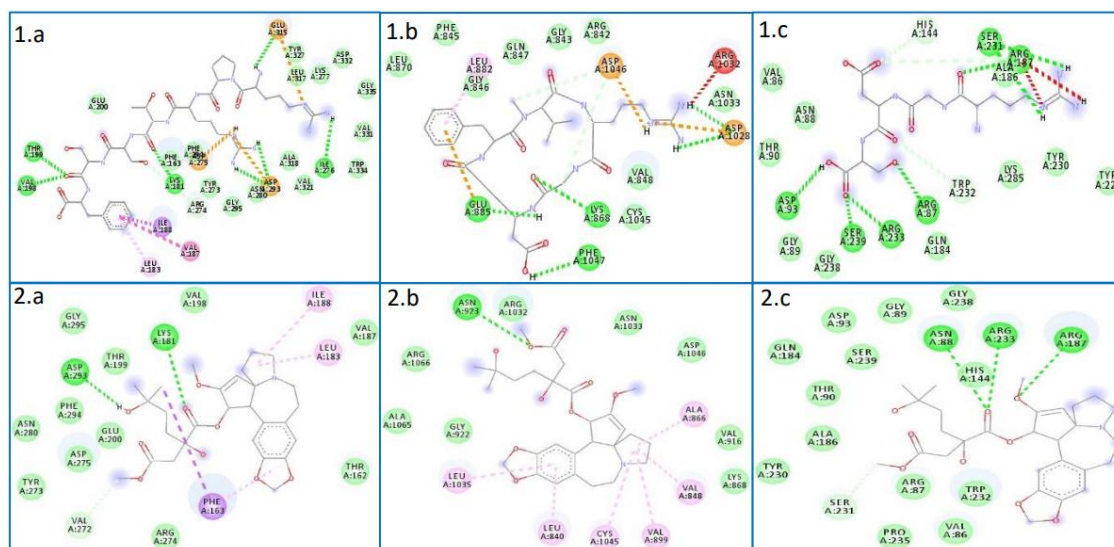 1.a
GLU
A:315
TYR
A:327
ASP
A:332
LEU
A:317
LYS
A:277
GLY
A:335
GLU
A:200
THR
A:199
VAL
A:331
PHE
A:163
ASP
A:275
ALA
A:318
ILE
A:276
TRP
A:334
VAL
A:198
LYS
A:181
TYR
A:273
ASN
A:280
ASP
A:293
VAL
A:321
ARG
A:274
GLY
A:295
ILE
A:188
VAL
A:187
LEU
A:183
1.b
PHE
A:845
GLY
A:843
ARG
A:842
LEU
A:870
LEU
A:882
GLN
A:847
ASP
A:1046
ARG
A:1032
GLY
A:846
ASN
A:1033
ASP
A:1028
VAL
A:848
GLU
A:885
LYS
A:868
CYS
A:1045
PHE
A:1047
1.c
HIS
A:144
SER
A:231
ARG
A:187
VAL
A:86
ALA
A:186
ASN
A:88
THR
A:90
TRP
A:232
LYS
A:285
TYR
A:230
TYR
A:22
ASP
A:93
ARG
A:87
GLY
A:89
SER
A:239
ARG
A:233
GLN
A:184
GLY
A:238
2.a
VAL
A:198
ILE
A:188
GLY
A:295
LYS
A:181
VAL
A:187
ASP
A:293
THR
A:199
LEU
A:183
PHE
A:294
ASN
A:280
GLU
A:200
ASP
A:275
TYR
A:273
THR
A:162
PHE
A:163
VAL
A:272
ARG
A:274
2.b
ASN
A:923
ARG
A:1032
ASN
A:1033
ARG
A:1066
ASP
A:1046
ALA
A:1065
GLY
A:922
ALA
A:866
VAL
A:916
LEU
A:1035
LYS
A:868
VAL
A:848
LEU
A:840
CYS
A:1045
VAL
A:899
2.c
GLY
A:89
GLY
A:238
ASP
A:93
ASN
A:88
ARG
A:233
ARG
A:187
GLN
A:184
SER
A:239
HIS
A:144
THR
A:90
ALA
A:186
TYR
A:230
ARG
A:87
TRP
A:232
SER
A:231
PRO
A:235
VAL
A:86